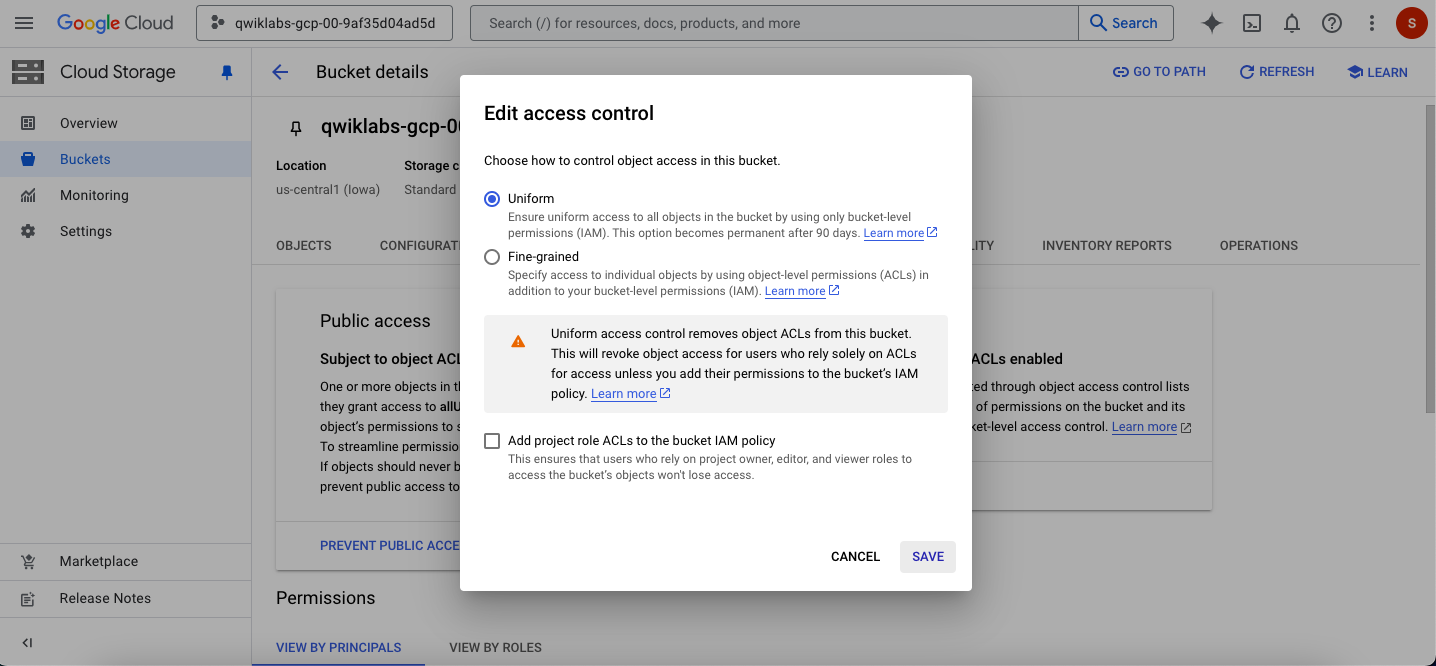 Google Cloud
qwiklabs-gcp-00-9af35d04ad5d
Search (/) for resources, docs, products, and more
Search
S
Cloud Storage
Bucket details
GO TO PATH
REFRESH
LEARN
Overview
Buckets
Monitoring
Settings
Marketplace
Release Notes
qwiklabs-gcp-0
Location
Storage c
us-central1 (Iowa)
Standard
OBJECTS
CONFIGURAT
ITY
INVENTORY REPORTS
OPERATIONS
Public access
Subject to object ACL
One or more objects in th
they grant access to allU
object's permissions to s
To streamline permissio
If objects should never b
prevent public access to
PREVENT PUBLIC ACCE
ACLs enabled
ted through object access control lists
of permissions on the bucket and its
ket-level access control. Learn more
Permissions
VIEW BY PRINCIPALS
VIEW BY ROLES
Edit access control
Choose how to control object access in this bucket.
Uniform
Ensure uniform access to all objects in the bucket by using only bucket-level
permissions (IAM). This option becomes permanent after 90 days. Learn more
Fine-grained
Specify access to individual objects by using object-level permissions (ACLs) in
addition to your bucket-level permissions (IAM). Learn more
Uniform access control removes object ACLs from this bucket.
This will revoke object access for users who rely solely on ACLs
for access unless you add their permissions to the bucket's IAM
policy. Learn more
Add project role ACLs to the bucket IAM policy
This ensures that users who rely on project owner, editor, and viewer roles to
access the bucket's objects won't lose access.
CANCEL
SAVE